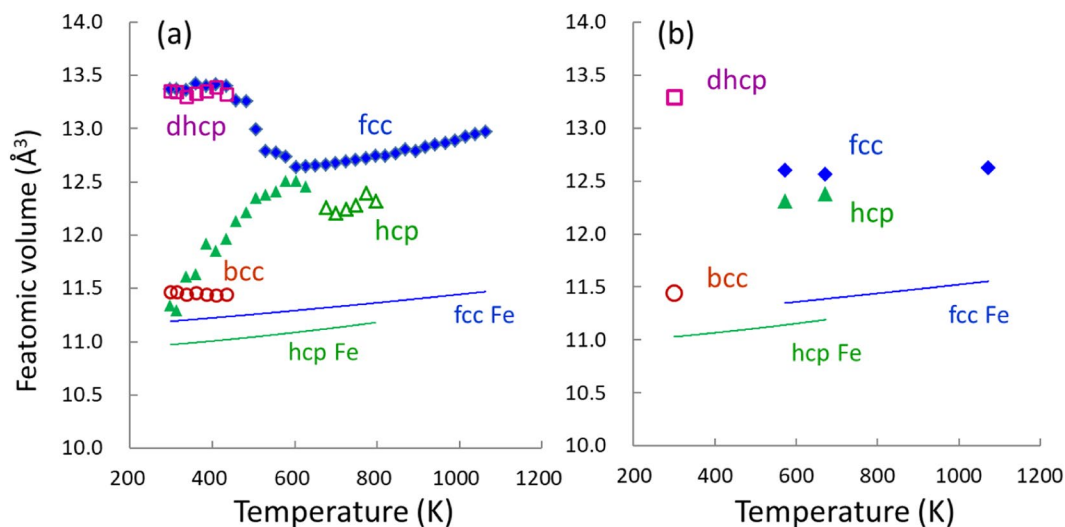 (a)
14.0
13.5
13.0
12.5
12.0
11.5
11.0
10.0
Featomic volume (Å³)
dhcp
fcc
hcp
bcc
fcc Fe
hcp Fe
200 400 600 800 1000 1200
Temperature (K)
(b)
14.0
13.5
13.0
12.5
12.0
11.5
11.0
10.5
10.0
dhcp
fcc
hcp
bcc
fcc Fe
hcp Fe
200 400 600 800 1000 1200
Temperature (K)